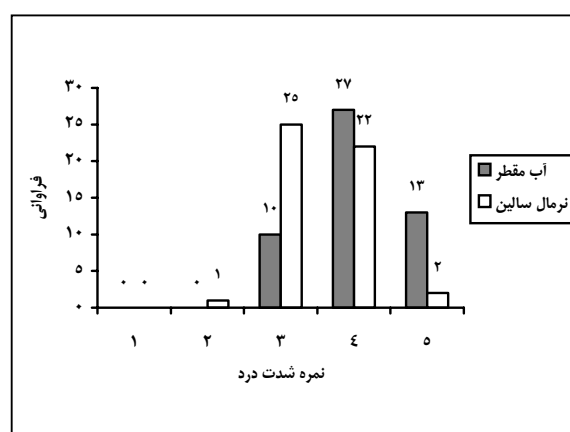 ۳۰
۲۵
۲۰
۱۵
۱۰
۵
۰
فراوانی
۰ ۰
۰ ۱
۱۰ ۲۵
۲۷ ۲۲
۱۳ ۲
۱ ۲ ۳ ٤ ۵
نمره شدت درد
آب مقطر
نرمال سالین